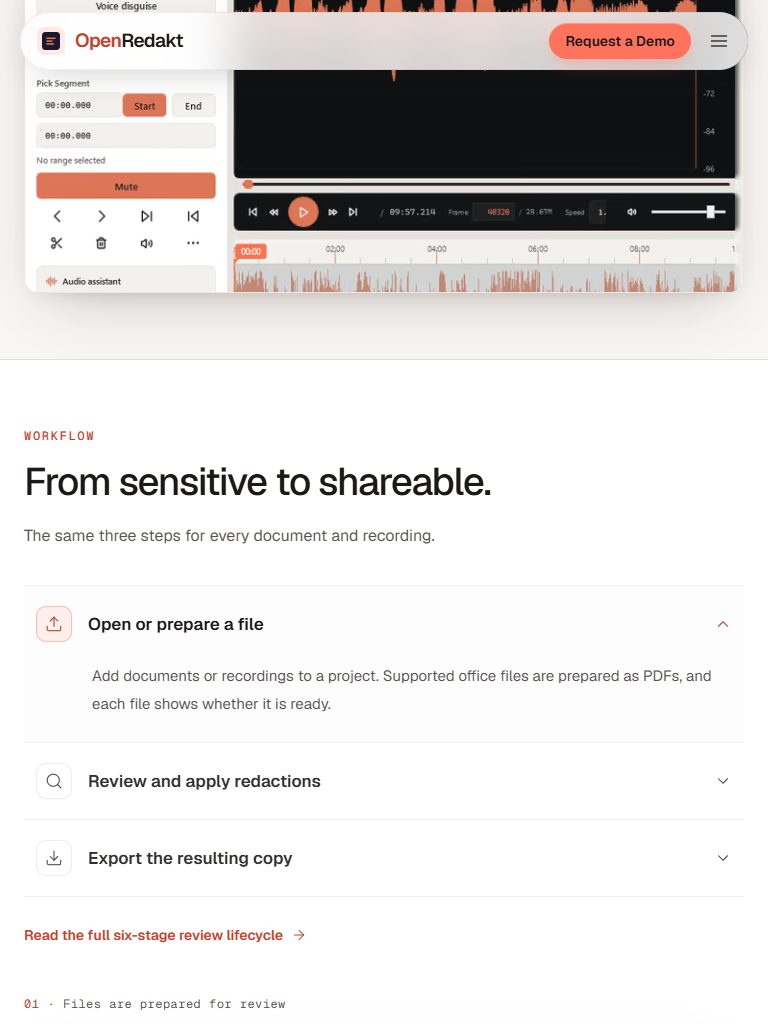 Voice disguise
OpenRedakt
Request a Demo
Pick Segment
00:00.000
Start
End
00:00.000
No range selected
Mute
Audio assistant
-72
-84
-96
/ 09:57.214
Frame
40320
/ 28.67M
Speed
1.
00:00
02:00
04:00
06:00
08:00
1
WORKFLOW
From sensitive to shareable.
The same three steps for every document and recording.
Open or prepare a file
Add documents or recordings to a project. Supported office files are prepared as PDFs, and
each file shows whether it is ready.
Review and apply redactions
Export the resulting copy
Read the full six-stage review lifecycle →
01 · Files are prepared for review